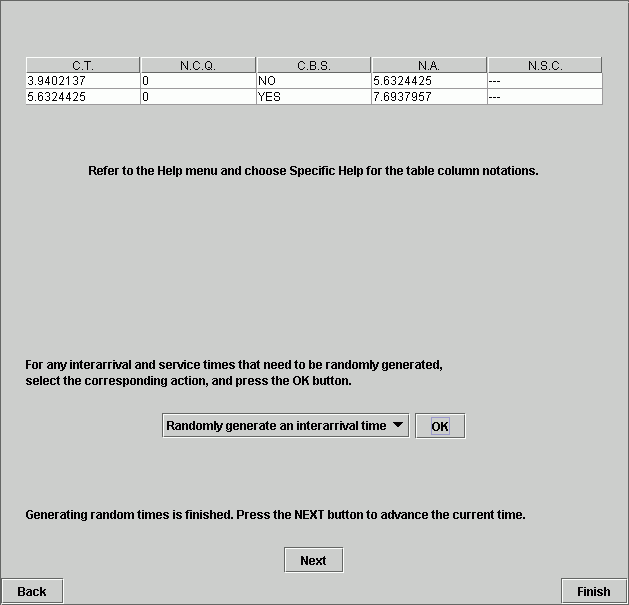 C.T. N.C.Q. C.B.S. N.A. N.S.C.
3.9402137 0 NO 5.6324425 ---
5.6324425 0 YES 7.6937957 ---
Refer to the Help menu and choose Specific Help for the table column notations.
For any interarrival and service times that need to be randomly generated,
select the corresponding action, and press the OK button.
Randomly generate an interarrival time OK
Generating random times is finished. Press the NEXT button to advance the current time.
Next
Back Finish